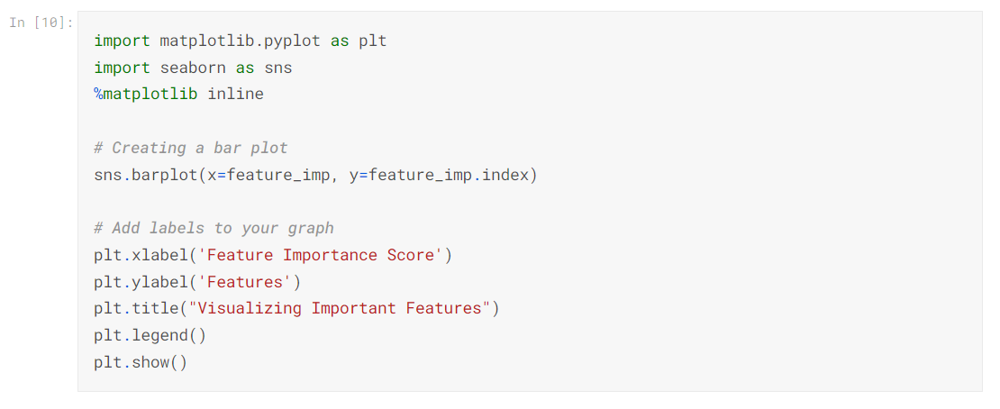 In [10]:
import matplotlib.pyplot as plt
import seaborn as sns
%matplotlib inline
# Creating a bar plot
sns.barplot(x=feature_imp, y=feature_imp.index)
# Add labels to your graph
plt.xlabel('Feature Importance Score')
plt.ylabel('Features')
plt.title("Visualizing Important Features")
plt.legend()
plt.show()